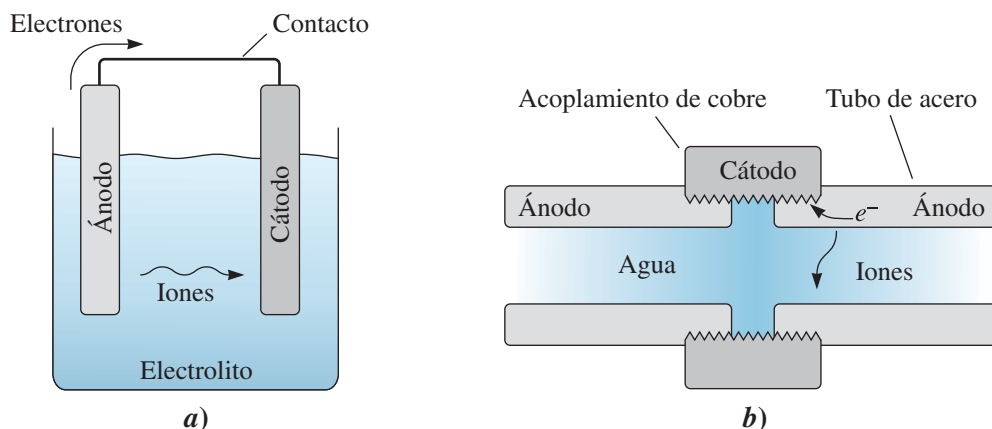 Electrones
Contacto
Ánodo
Cátodo
Iones
Electrolito
a)
Acoplamiento de cobre
Tubo de acero
Cátodo
Ánodo
e–
Ánodo
Agua
Iones
b)